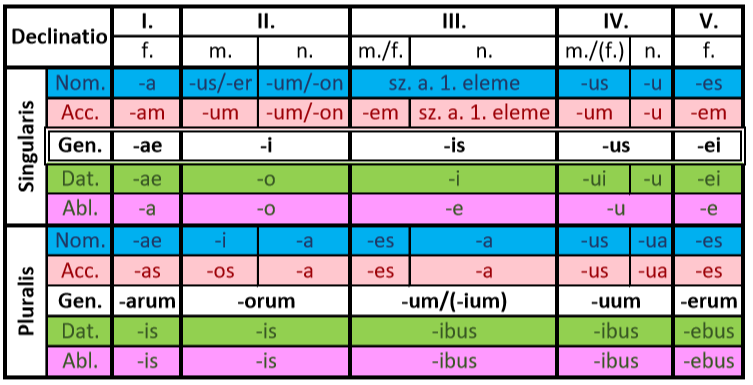 Declinatio I. II. III. IV. V.
f. m. n. m./f. n. m./(f.) n. f.
Singularis
Nom. -a -us/-er -um/-on sz. a. 1. eleme -us -u -es
Acc. -am -um -um/-on -em sz. a. 1. eleme -um -u -em
Gen. -ae -i -is -us -ei
Dat. -ae -o -i -ui -u -ei
Abl. -a -o -e -u -e
Pluralis
Nom. -ae -i -a -es -a -us -ua -es
Acc. -as -os -a -es -a -us -ua -es
Gen. -arum -orum -um/(-ium) -uum -erum
Dat. -is -is -ibus -ibus -ebus
Abl. -is -is -ibus -ibus -ebus